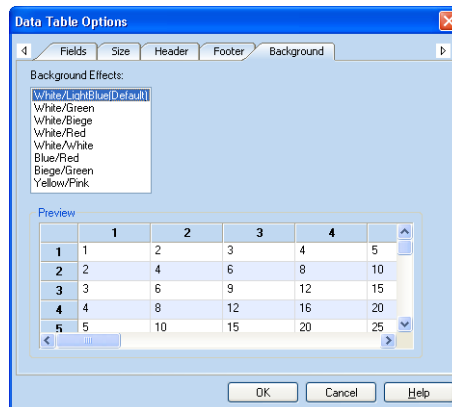 Data Table Options
Fields Size Header Footer Background
Background Effects:
White/LightBlue(Default)
White/Green
White/Biege
White/Red
White/White
Blue/Red
Biege/Green
Yellow/Pink
Preview
1 2 3 4
1 1 2 3 4 5
2 2 4 6 8 10
3 3 6 9 12 15
4 4 8 12 16 20
5 5 10 15 20 25
OK Cancel Help